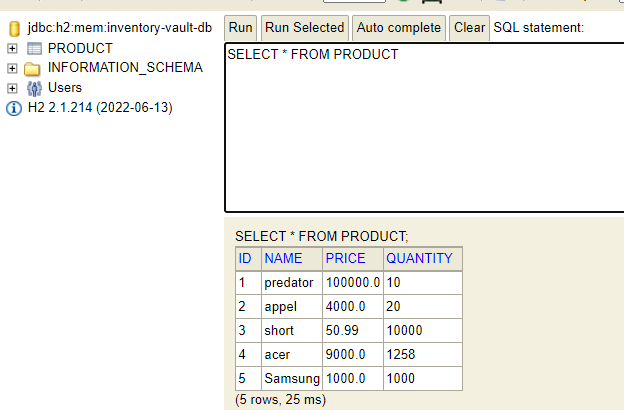 jdbc:h2:mem:inventory-vault-db
PRODUCT
INFORMATION_SCHEMA
Users
H2 2.1.214 (2022-06-13)
Run Run Selected Auto complete Clear SQL statement:
SELECT * FROM PRODUCT
SELECT * FROM PRODUCT;
ID NAME PRICE QUANTITY
1 predator 100000.0 10
2 appel 4000.0 20
3 short 50.99 10000
4 acer 9000.0 1258
5 Samsung 1000.0 1000
(5 rows, 25 ms)